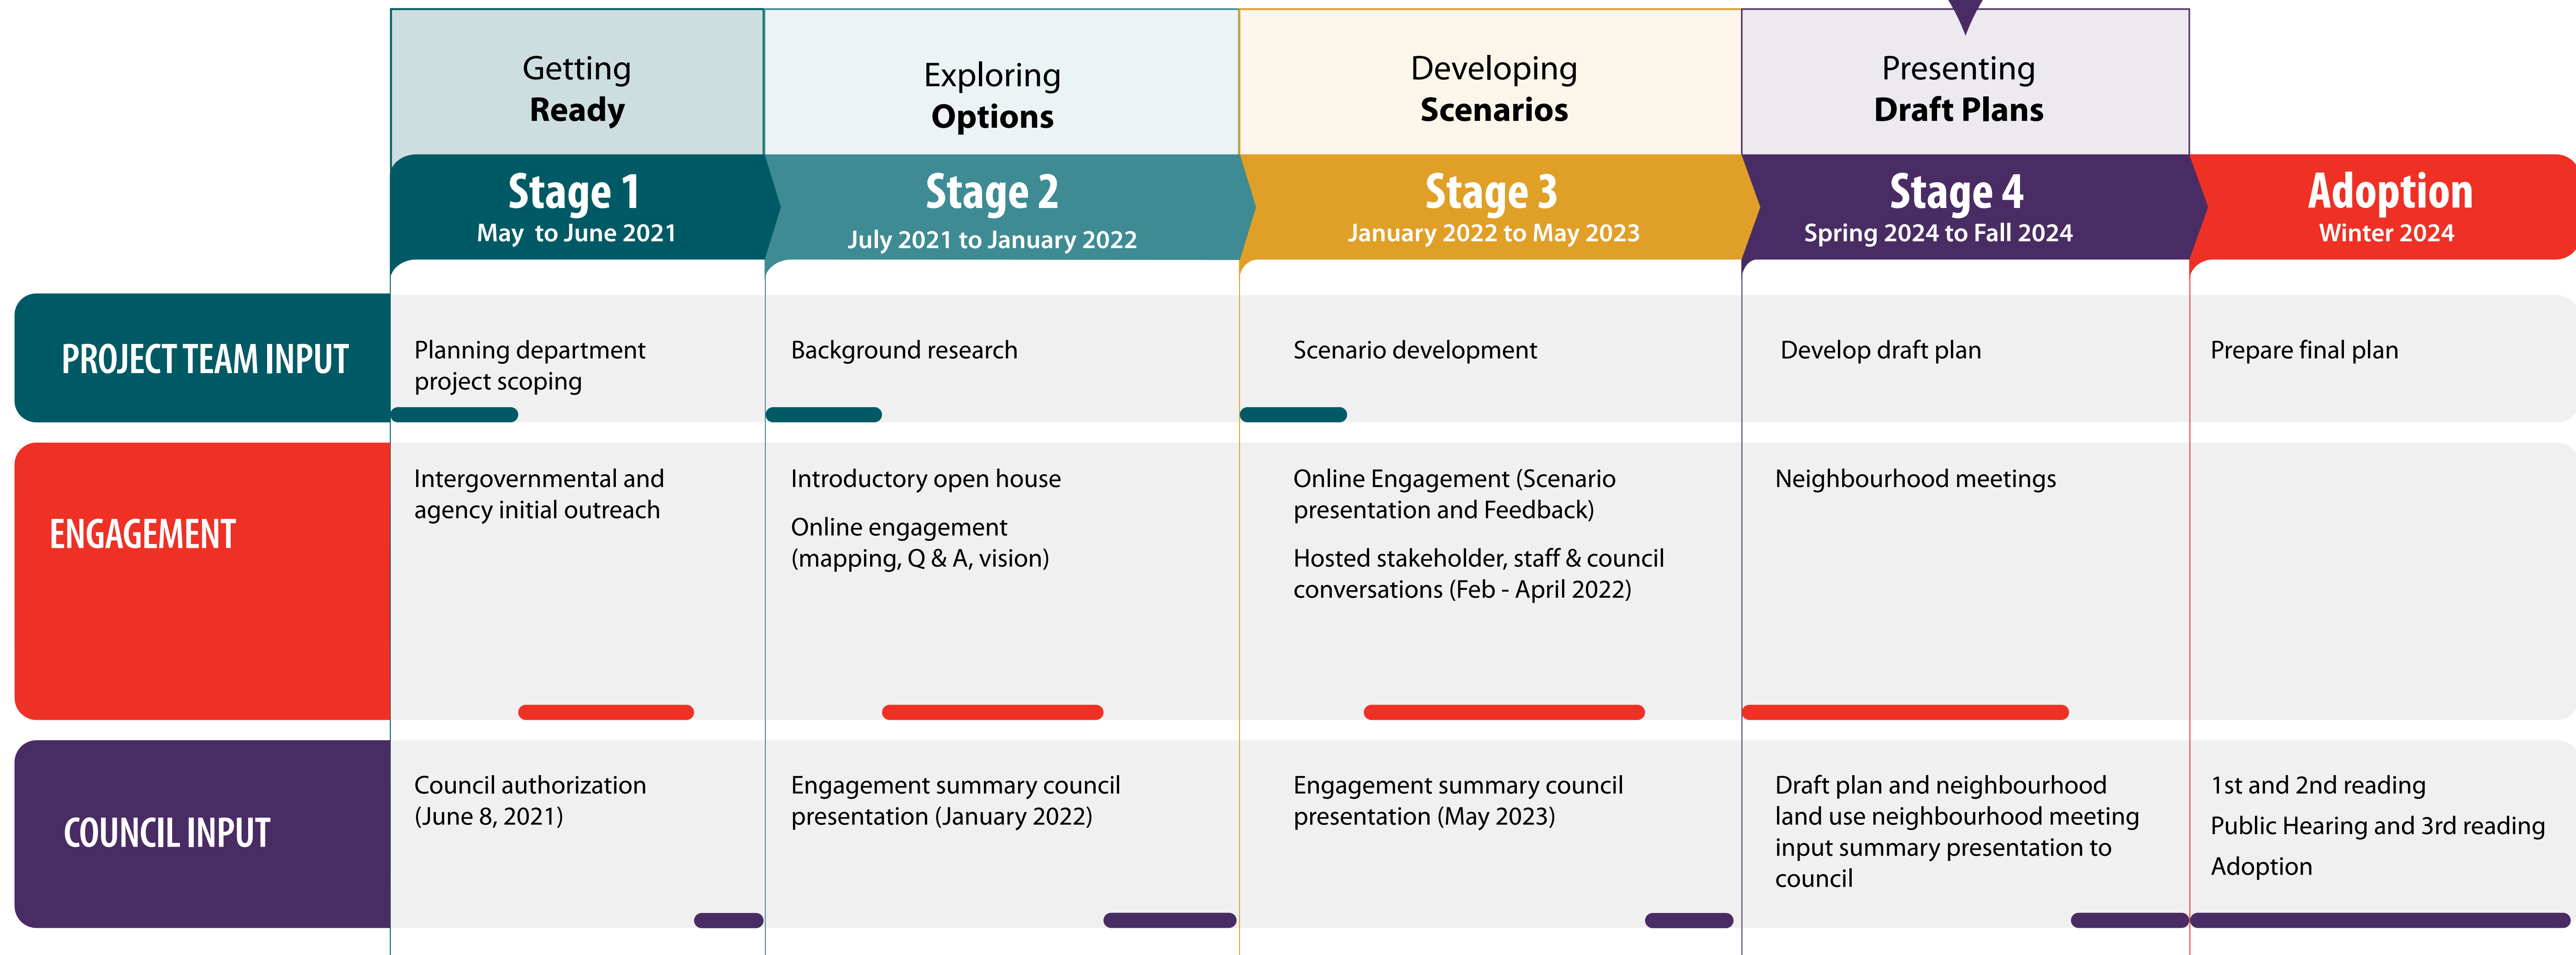 Getting
Ready
Exploring
Options
Developing
Scenarios
Presenting
Draft Plans
Stage 1
May to June 2021
Stage 2
July 2021 to January 2022
Stage 3
January 2022 to May 2023
Stage 4
Spring 2024 to Fall 2024
Adoption
Winter 2024
PROJECT TEAM INPUT
Planning department
project scoping
Background research
Scenario development
Develop draft plan
Prepare final plan
ENGAGEMENT
Intergovernmental and
agency initial outreach
Introductory open house
Online engagement
(mapping, Q & A, vision)
Online Engagement (Scenario
presentation and Feedback)
Hosted stakeholder, staff & council
conversations (Feb - April 2022)
Neighbourhood meetings
COUNCIL INPUT
Council authorization
(June 8, 2021)
Engagement summary council
presentation (January 2022)
Engagement summary council
presentation (May 2023)
Draft plan and neighbourhood
land use neighbourhood meeting
input summary presentation to
council
1st and 2nd reading
Public Hearing and 3rd reading
Adoption